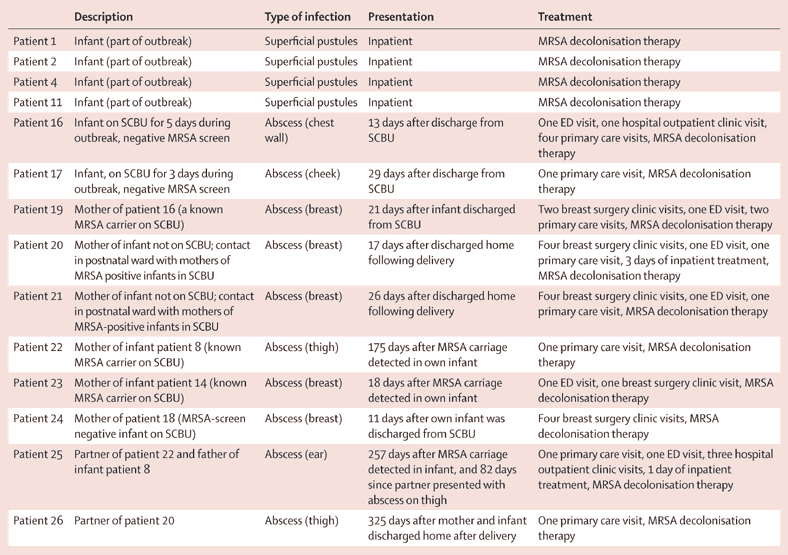 Description Type of infection Presentation Treatment
Patient 1 Infant (part of outbreak) Superficial pustules Inpatient MRSA decolonisation therapy
Patient 2 Infant (part of outbreak) Superficial pustules Inpatient MRSA decolonisation therapy
Patient 4 Infant (part of outbreak) Superficial pustules Inpatient MRSA decolonisation therapy
Patient 11 Infant (part of outbreak) Superficial pustules Inpatient MRSA decolonisation therapy
Patient 16 Infant on SCBU for 5 days during Abscess (chest 13 days after discharge from One ED visit, one hospital outpatient clinic visit,
outbreak, negative MRSA screen wall) SCBU four primary care visits, MRSA decolonisation
therapy
Patient 17 Infant, on SCBU for 3 days during Abscess (cheek) 29 days after discharge from One primary care visit, MRSA decolonisation
outbreak, negative MRSA screen SCBU therapy
Patient 19 Mother of patient 16 (a known Abscess (breast) 21 days after infant discharged Two breast surgery clinic visits, one ED visit, two
MRSA carrier on SCBU) from SCBU primary care visits, MRSA decolonisation therapy
Patient 20 Mother of infant not on SCBU; contact Abscess (breast) 17 days after discharged home Four breast surgery clinic visits, one ED visit, one
in postnatal ward with mothers of following delivery primary care visit, 3 days of inpatient treatment,
MRSA positive infants in SCBU MRSA decolonisation therapy
Patient 21 Mother of infant not on SCBU; contact Abscess (breast) 26 days after discharged home Four breast surgery clinic visits, one ED visit, one
in postnatal ward with mothers of following delivery primary care visit, MRSA decolonisation therapy
MRSA-positive infants in SCBU
Patient 22 Mother of infant patient 8 (known Abscess (thigh) 175 days after MRSA carriage One primary care visit, MRSA decolonisation
MRSA carrier on SCBU) detected in own infant therapy
Patient 23 Mother of infant patient 14 (known Abscess (breast) 18 days after MRSA carriage One ED visit, one breast surgery clinic visit, MRSA
MRSA carrier on SCBU) detected in own infant decolonisation therapy
Patient 24 Mother of patient 18 (MRSA-screen Abscess (breast) 11 days after own infant was Four breast surgery clinic visits, MRSA
negative infant on SCBU) discharged from SCBU decolonisation therapy
Patient 25 Partner of patient 22 and father of Abscess (ear) 257 days after MRSA carriage One primary care visit, one ED visit, three hospital
infant patient 8 detected in infant, and 82 days outpatient clinic visits, 1 day of inpatient
since partner presented with treatment, MRSA decolonisation therapy
abscess on thigh
Patient 26 Partner of patient 20 Abscess (thigh) 325 days after mother and infant One primary care visit, MRSA decolonisation
discharged home after delivery therapy